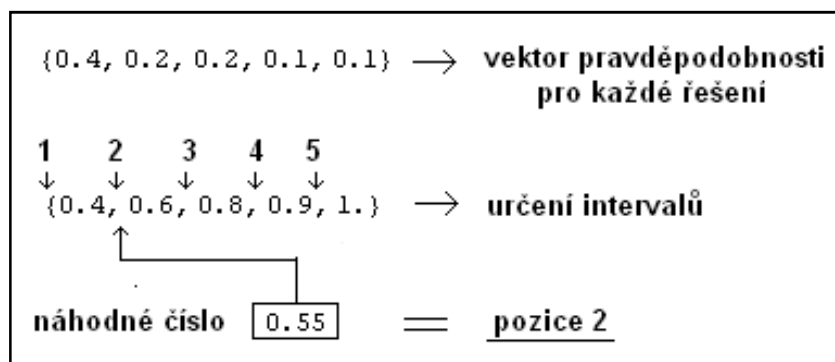 {0.4, 0.2, 0.2, 0.1, 0.1} → vektor pravděpodobnosti
pro každé řešení
1 2 3 4 5
{0.4, 0.6, 0.8, 0.9, 1.} → určení intervalů
náhodné číslo 0.55 = pozice 2